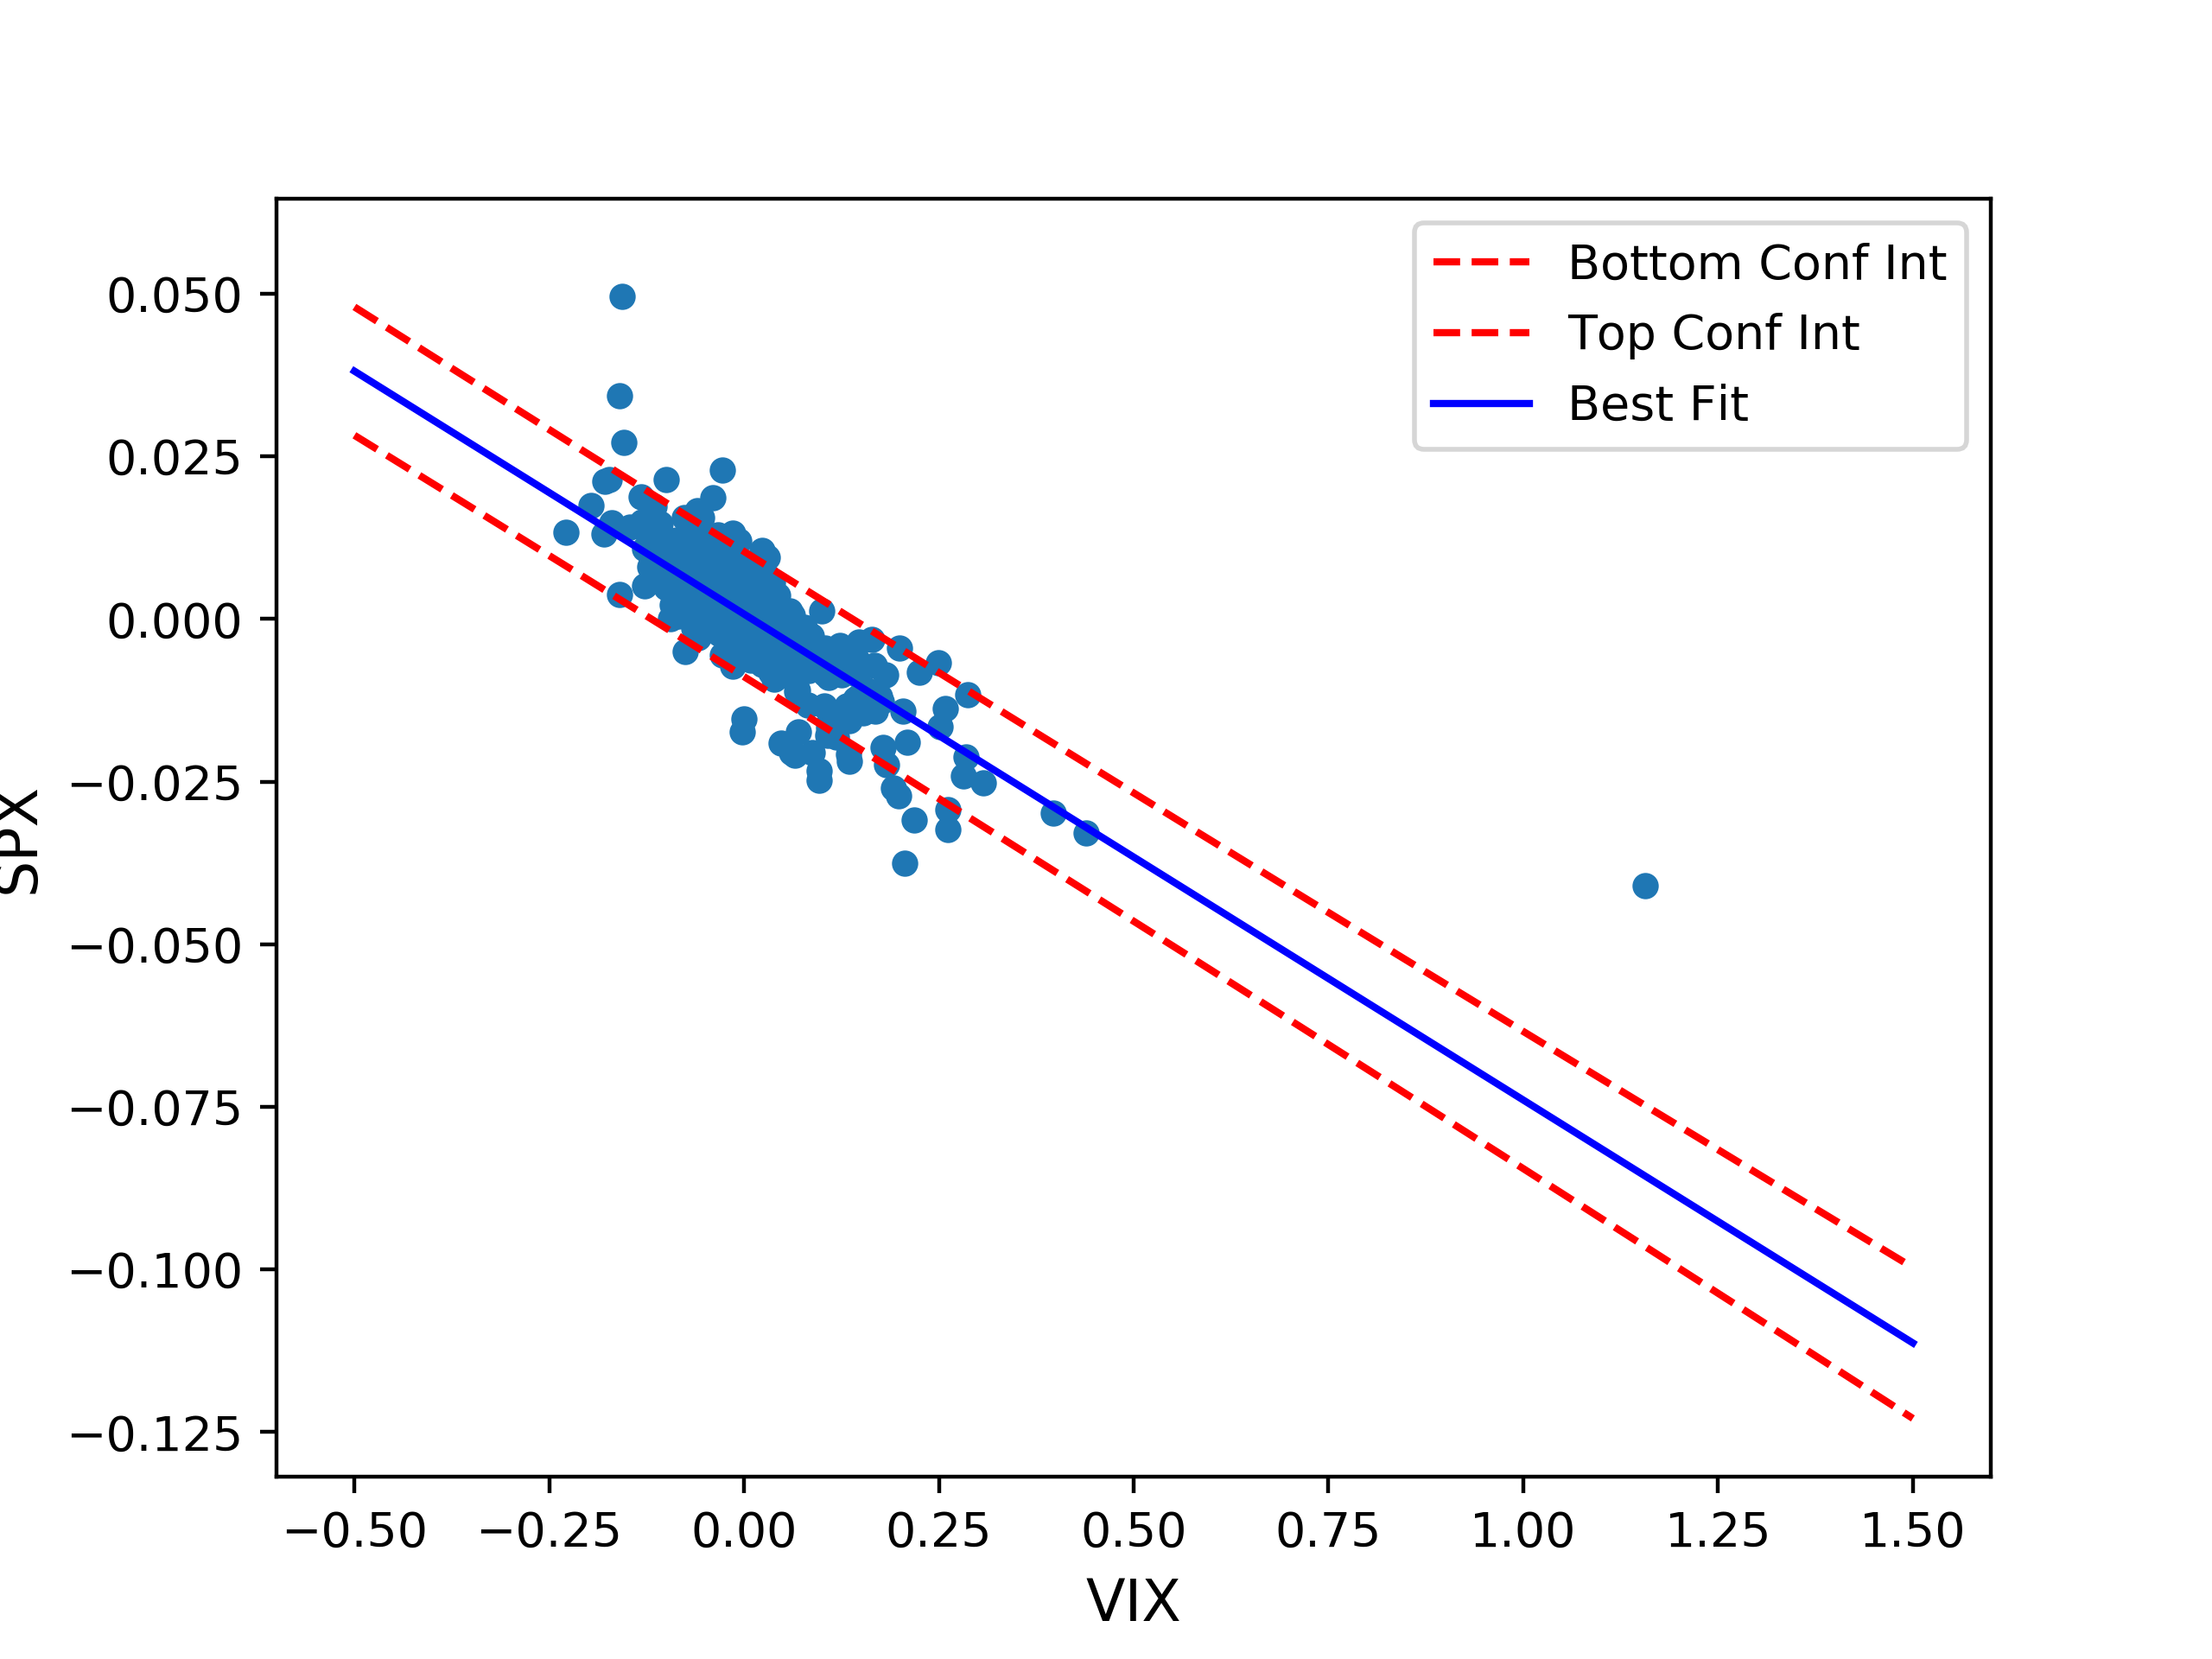 Bottom Conf Int
Top Conf Int
Best Fit
0.050
0.025
0.000
−0.025
−0.050
−0.075
−0.100
−0.125
SPX
−0.50 −0.25 0.00 0.25 0.50 0.75 1.00 1.25 1.50
VIX